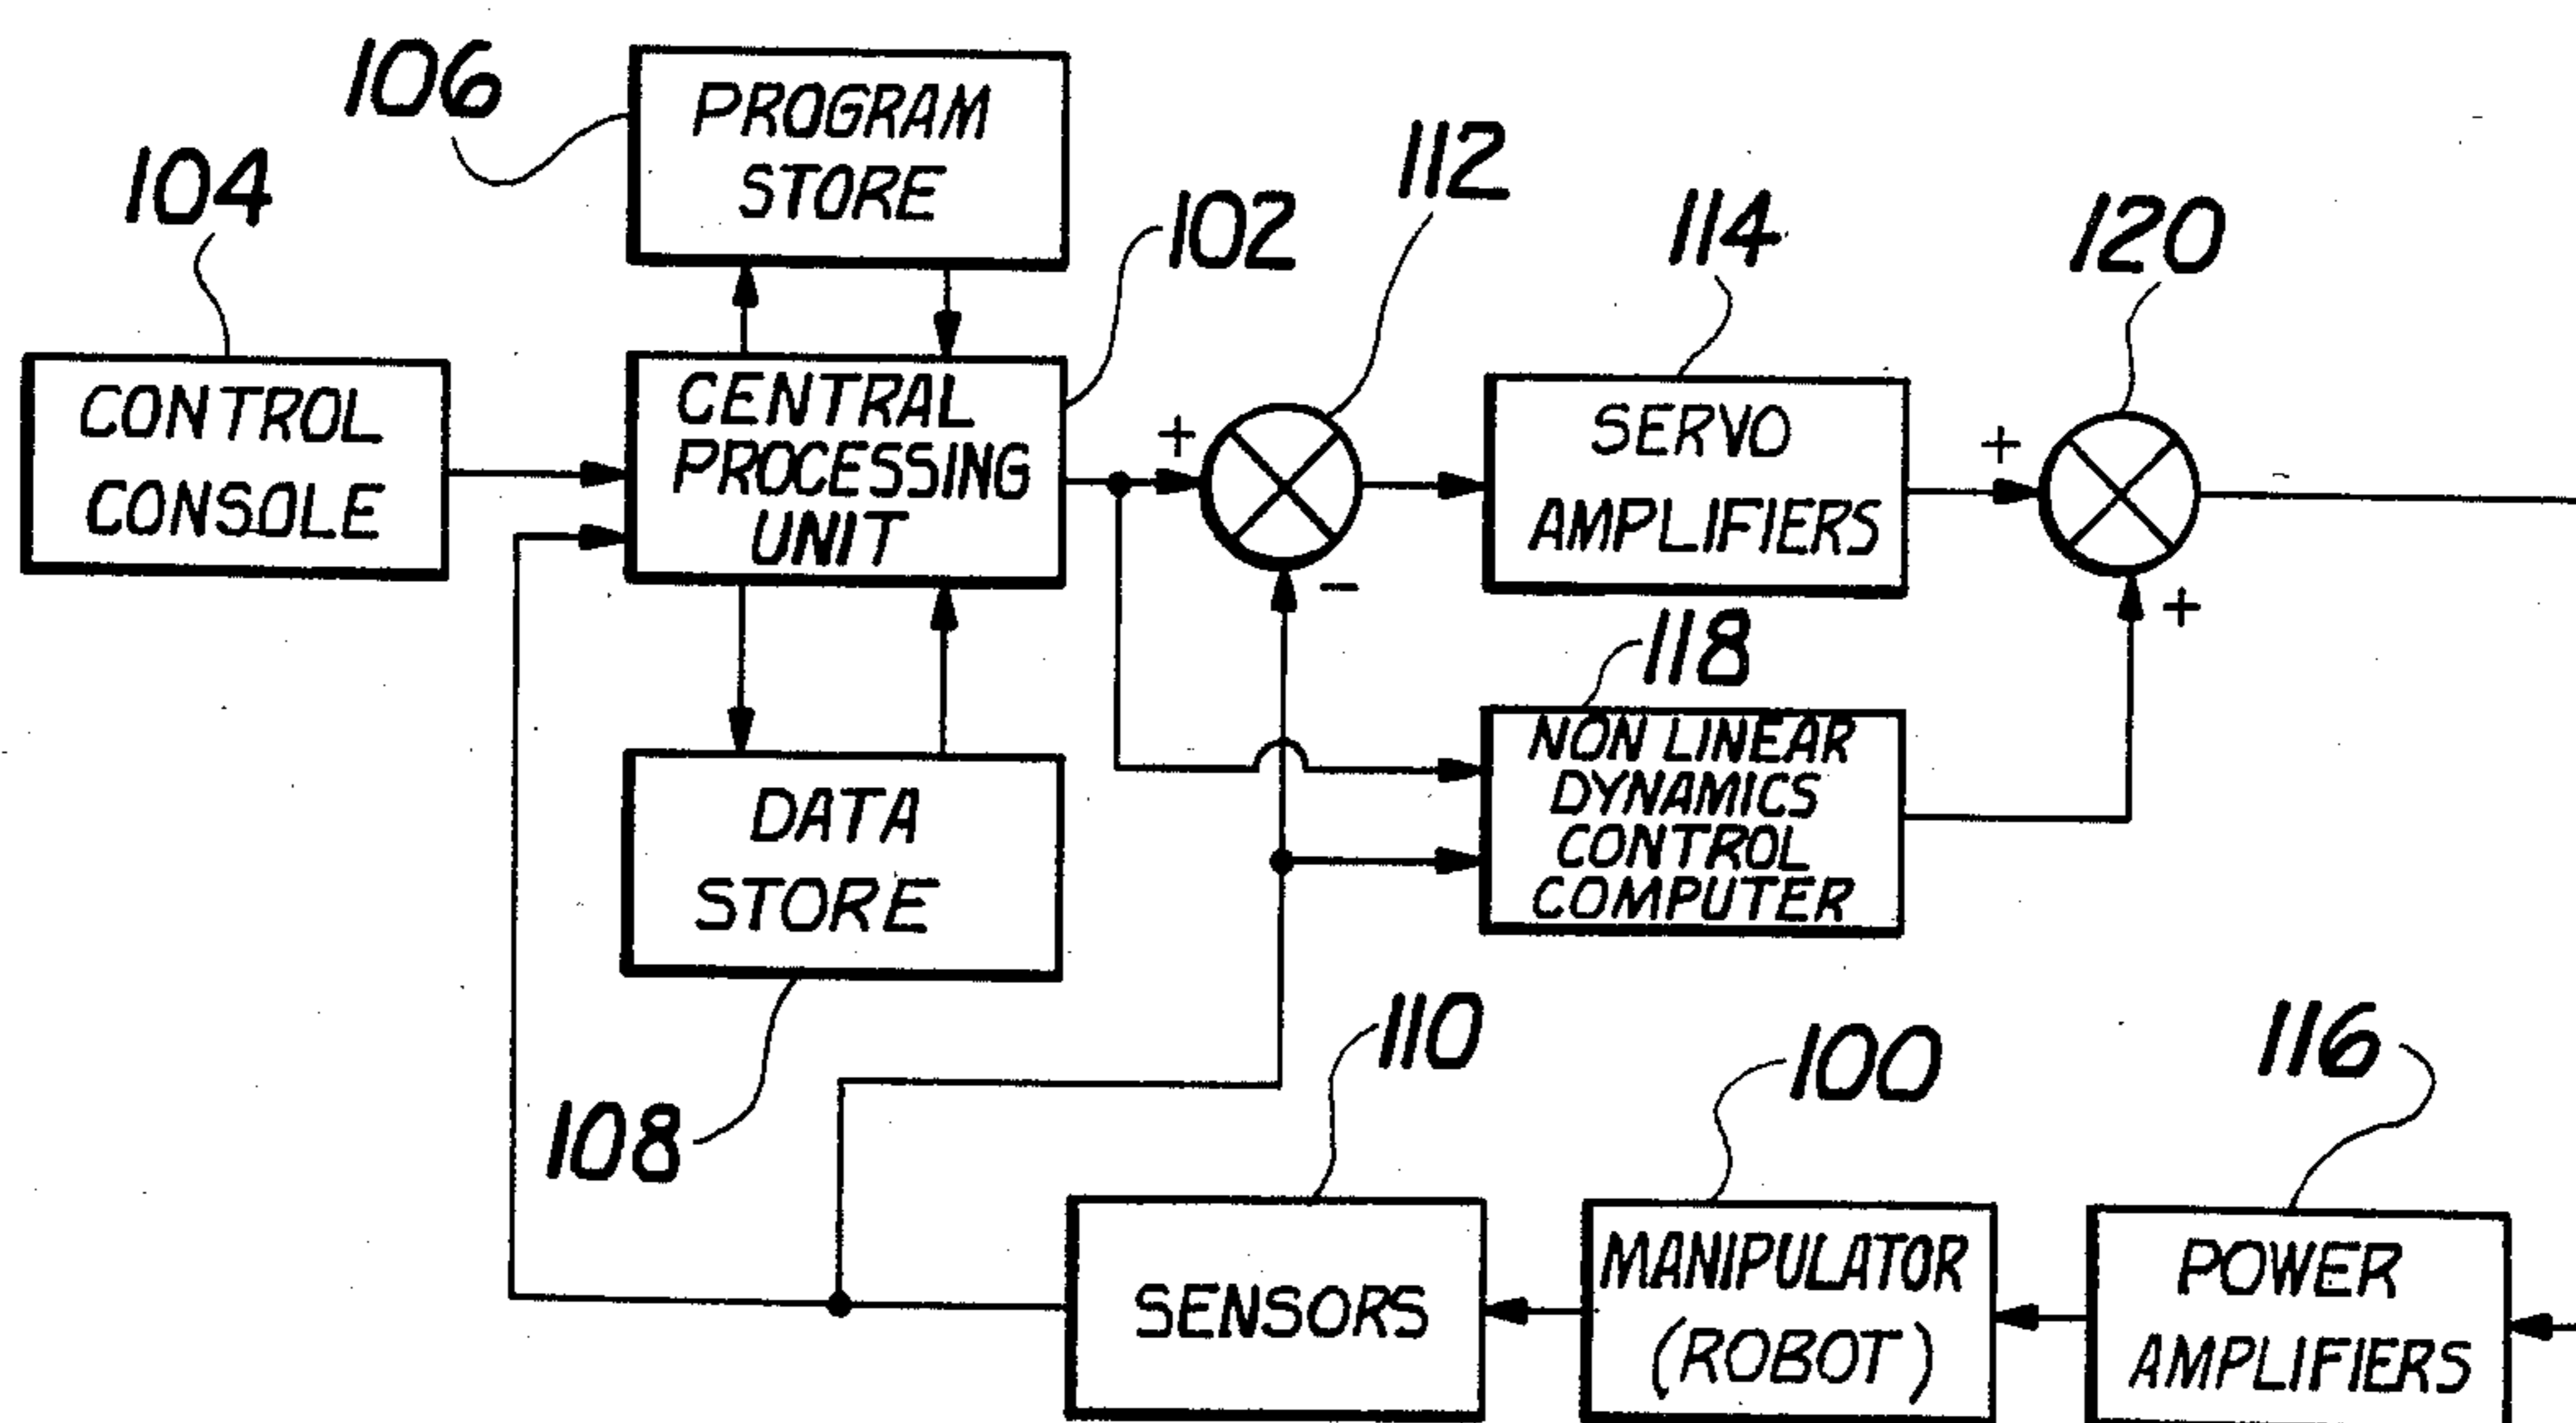 106
PROGRAM
STORE
104
102
112
114
120
CONTROL
CONSOLE
CENTRAL
PROCESSING
UNIT
+
-
SERVO
AMPLIFIERS
+
+
118
NON LINEAR
DYNAMICS
CONTROL
COMPUTER
DATA
STORE
108
110
100
116
SENSORS
MANIPULATOR
(ROBOT)
POWER
AMPLIFIERS